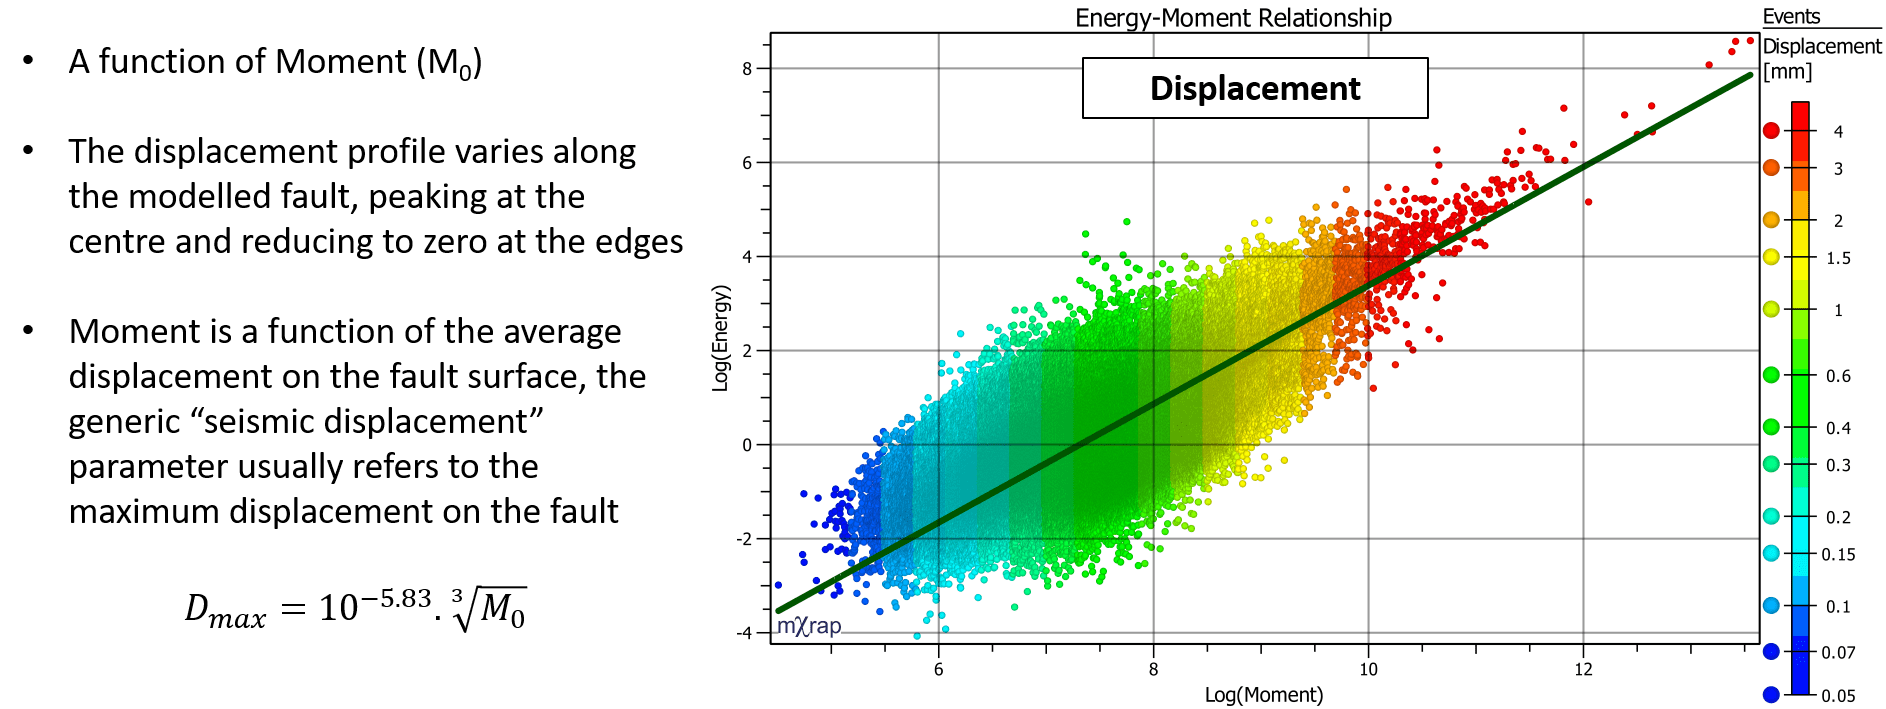 • A function of Moment (M₀)
• The displacement profile varies along
the modelled fault, peaking at the
centre and reducing to zero at the edges
• Moment is a function of the average
displacement on the fault surface, the
generic “seismic displacement”
parameter usually refers to the
maximum displacement on the fault
D_max = 10^−5.83 . ∛M₀
Energy-Moment Relationship
Displacement
Log(Energy)
8
6
4
2
0
-2
-4
mχrap
6 8 10 12
Log(Moment)
Events
Displacement
[mm]
4
3
2
1.5
1
0.6
0.4
0.3
0.2
0.15
0.1
0.07
0.05